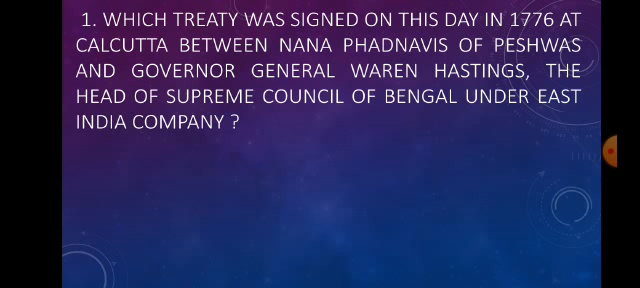 1. WHICH TREATY WAS SIGNED ON THIS DAY IN 1776 AT
CALCUTTA BETWEEN NANA PHADNAVIS OF PESHWAS
AND GOVERNOR GENERAL WAREN HASTINGS, THE
HEAD OF SUPREME COUNCIL OF BENGAL UNDER EAST
INDIA COMPANY ?